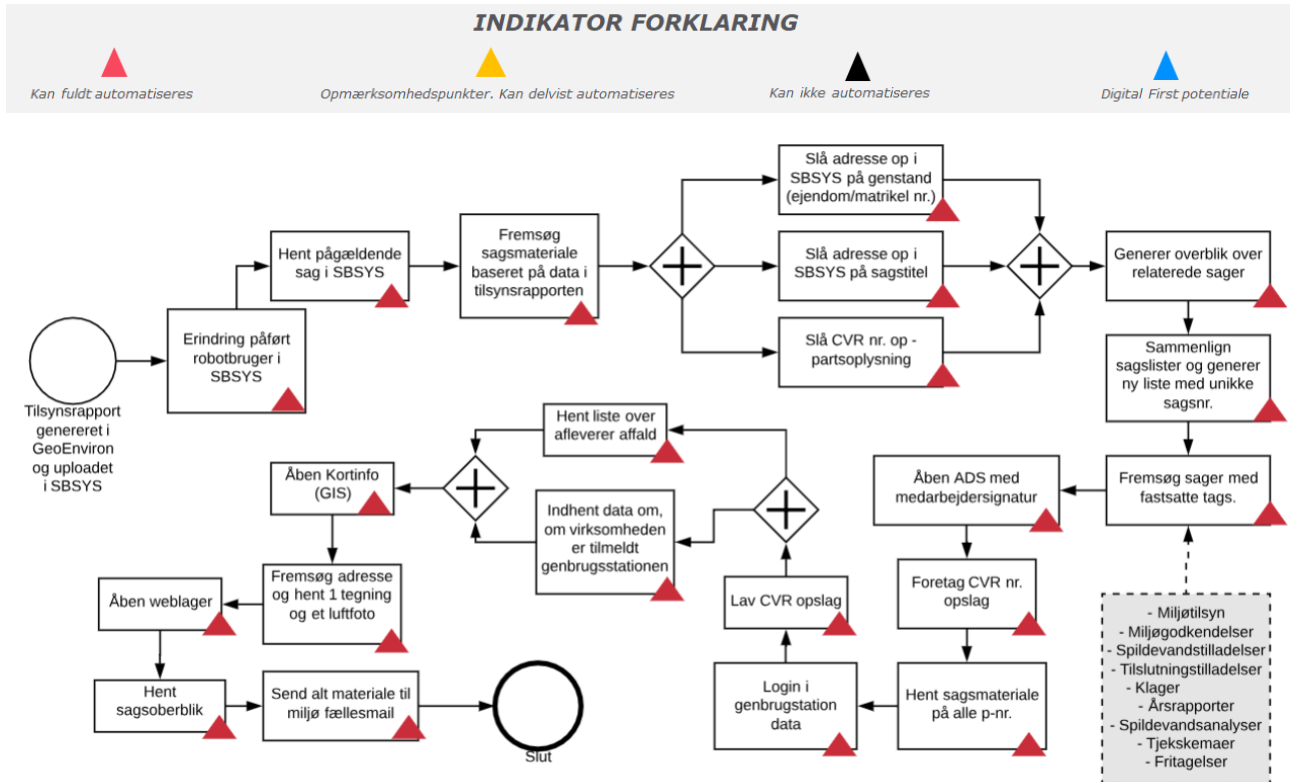 INDIKATOR FORKLARING
Kan fuldt automatiseres
Opmærksomhedspunkter. Kan delvist automatiseres
Kan ikke automatiseres
Digital First potentiale
Tilsynsrapport
genereret i
GeoEnviron
og uploadet
i SBSYS
Erindring påført
robotbruger i
SBSYS
Hent pågældende
sag i SBSYS
Fremsøg
sagsmateriale
baseret på data i
tilsynsrapporten
Slå adresse op i
SBSYS på genstand
(ejendom/matrikel nr.)
Slå adresse op i
SBSYS på sagstitel
Slå CVR nr. op -
partsoplysning
Generer overblik over
relaterede sager
Sammenlign
sagslister og generer
ny liste med unikke
sagsnr.
Fremsøg sager med
fastsatte tags.
- Miljøtilsyn
- Miljøgodkendelser
- Spildevandstilladelser
- Tilslutningstilladelser
- Klager
- Årsrapporter
- Spildevandsanalyser
- Tjekskemaer
- Fritagelser
Åben ADS med
medarbejdersignatur
Foretag CVR nr.
opslag
Hent sagsmateriale
på alle p-nr.
Login i
genbrugstation
data
Lav CVR opslag
Hent liste over
afleverer affald
Indhent data om,
om virksomheden
er tilmeldt
genbrugsstationen
Åben Kortinfo
(GIS)
Fremsøg adresse
og hent 1 tegning
og et luftfoto
Åben weblager
Hent
sagsoberblik
Send alt materiale til
miljø fællesmail
Slut